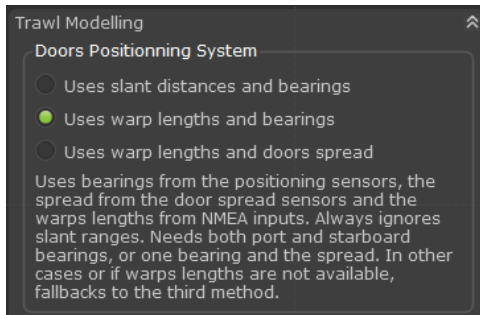 Trawl Modelling
Doors Positionning System
Uses slant distances and bearings
Uses warp lengths and bearings
Uses warp lengths and doors spread
Uses bearings from the positioning sensors, the
spread from the door spread sensors and the
warps lengths from NMEA inputs. Always ignores
slant ranges. Needs both port and starboard
bearings, or one bearing and the spread. In other
cases or if warps lengths are not available,
fallbacks to the third method.